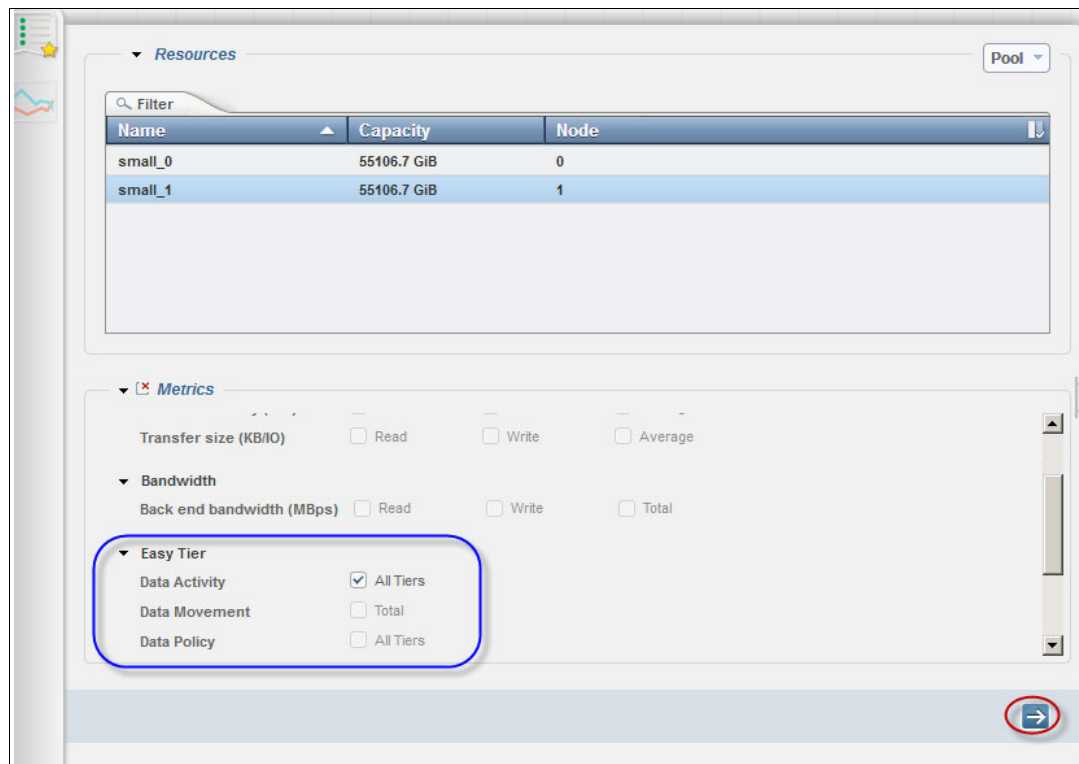 Resources
Pool
Filter
Name Capacity Node
small_0 55106.7 GiB 0
small_1 55106.7 GiB 1
Metrics
Transfer size (KB/IO) Read Write Average
Bandwidth
Back end bandwidth (MBps) Read Write Total
Easy Tier
Data Activity All Tiers
Data Movement Total
Data Policy All Tiers